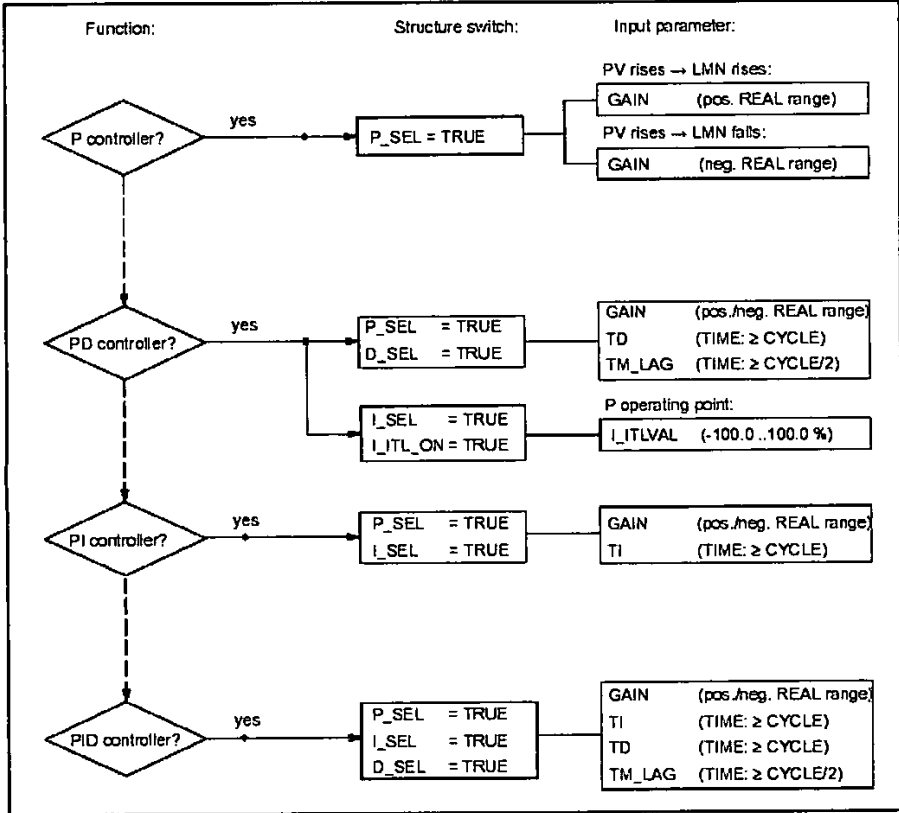 Function: Structure switch: Input parameter:
PV rises → LMN rises:
GAIN (pos. REAL range)
P controller? yes P_SEL = TRUE
PV rises → LMN falls:
GAIN (neg. REAL range)
PD controller? yes
P_SEL = TRUE
D_SEL = TRUE
GAIN (pos./neg. REAL range)
TD (TIME: ≥ CYCLE)
TM_LAG (TIME: ≥ CYCLE/2)
I_SEL = TRUE
I_ITL_ON = TRUE
P operating point:
I_ITLVAL (-100.0 ..100.0 %)
PI controller? yes
P_SEL = TRUE
I_SEL = TRUE
GAIN (pos./neg. REAL range)
TI (TIME: ≥ CYCLE)
PID controller? yes
P_SEL = TRUE
I_SEL = TRUE
D_SEL = TRUE
GAIN (pos./neg. REAL range)
TI (TIME: ≥ CYCLE)
TD (TIME: ≥ CYCLE)
TM_LAG (TIME: ≥ CYCLE/2)